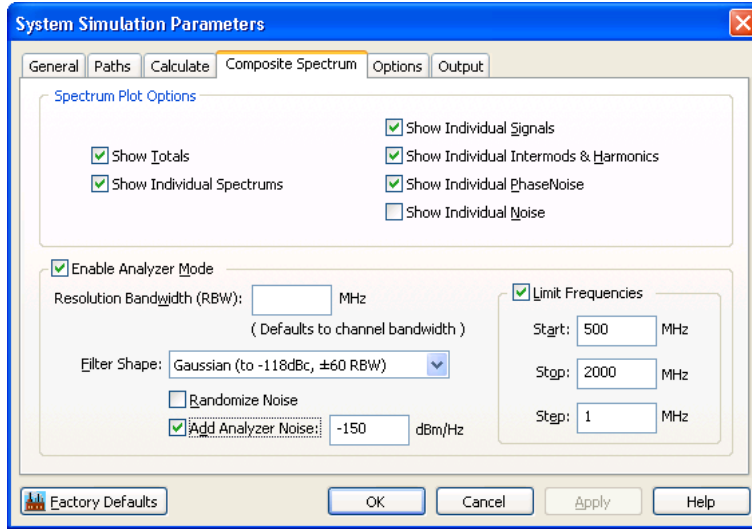 System Simulation Parameters
General Paths Calculate Composite Spectrum Options Output
Spectrum Plot Options
Show Individual Signals
Show Totals
Show Individual Intermods & Harmonics
Show Individual Spectrums
Show Individual PhaseNoise
Show Individual Noise
Enable Analyzer Mode
Resolution Bandwidth (RBW): MHz
( Defaults to channel bandwidth )
Filter Shape: Gaussian (to -118dBc, ±60 RBW)
Randomize Noise
Add Analyzer Noise: -150 dBm/Hz
Limit Frequencies
Start: 500 MHz
Stop: 2000 MHz
Step: 1 MHz
Factory Defaults OK Cancel Apply Help